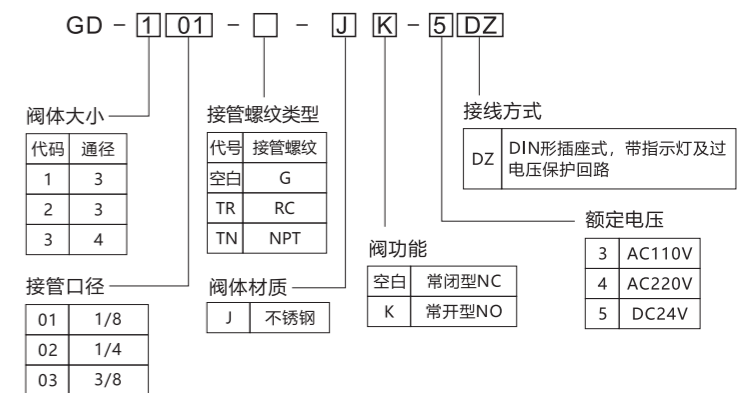 GD - 1 01 - □ - J K - 5 DZ
阀体大小
代码 通径
1 3
2 3
3 4
接管口径
01 1/8
02 1/4
03 3/8
接管螺纹类型
代号 接管螺纹
空白 G
TR RC
TN NPT
阀体材质
J 不锈钢
阀功能
空白 常闭型NC
K 常开型NO
接线方式
DZ DIN形插座式，带指示灯及过
电压保护回路
额定电压
3 AC110V
4 AC220V
5 DC24V